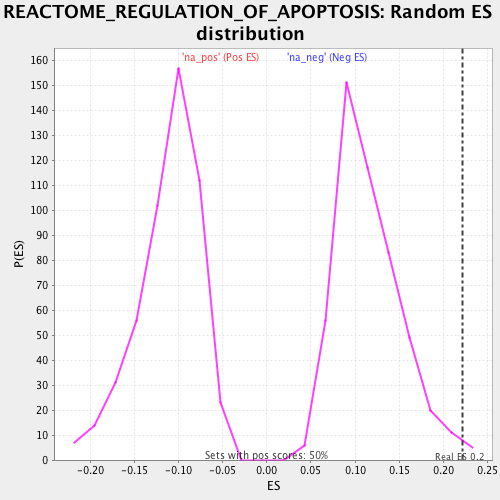 REACTOME_REGULATION_OF_APOPTOSIS: Random ES
distribution
'na_pos' (Pos ES) 'na_neg' (Neg ES)
160
150
140
130
120
110
100
90
80
70
60
50
40
30
20
10
0
P(ES)
Sets with pos scores: 50%
Real ES 0.2
-0.20 -0.15 -0.10 -0.05 0.00 0.05 0.10 0.15 0.20 0.25
ES